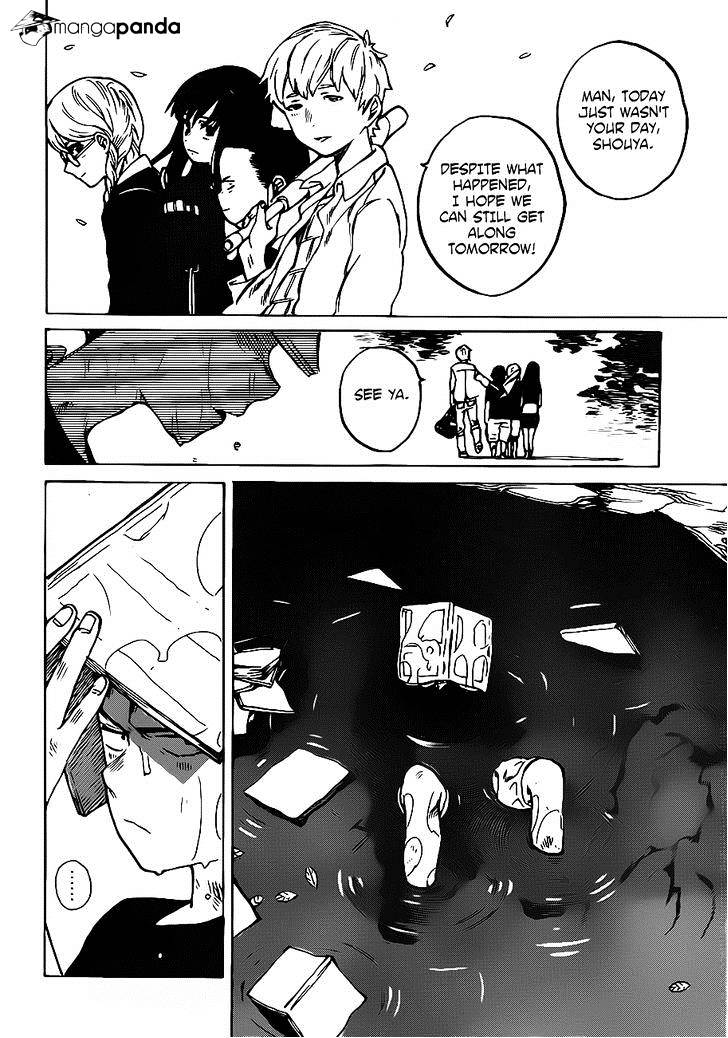 mangapanda
MAN, TODAY
JUST WASN'T
YOUR DAY,
SHOUYA.
DESPITE WHAT
HAPPENED,
I HOPE WE
CAN STILL GET
ALONG
TOMORROW!
SEE YA.
......